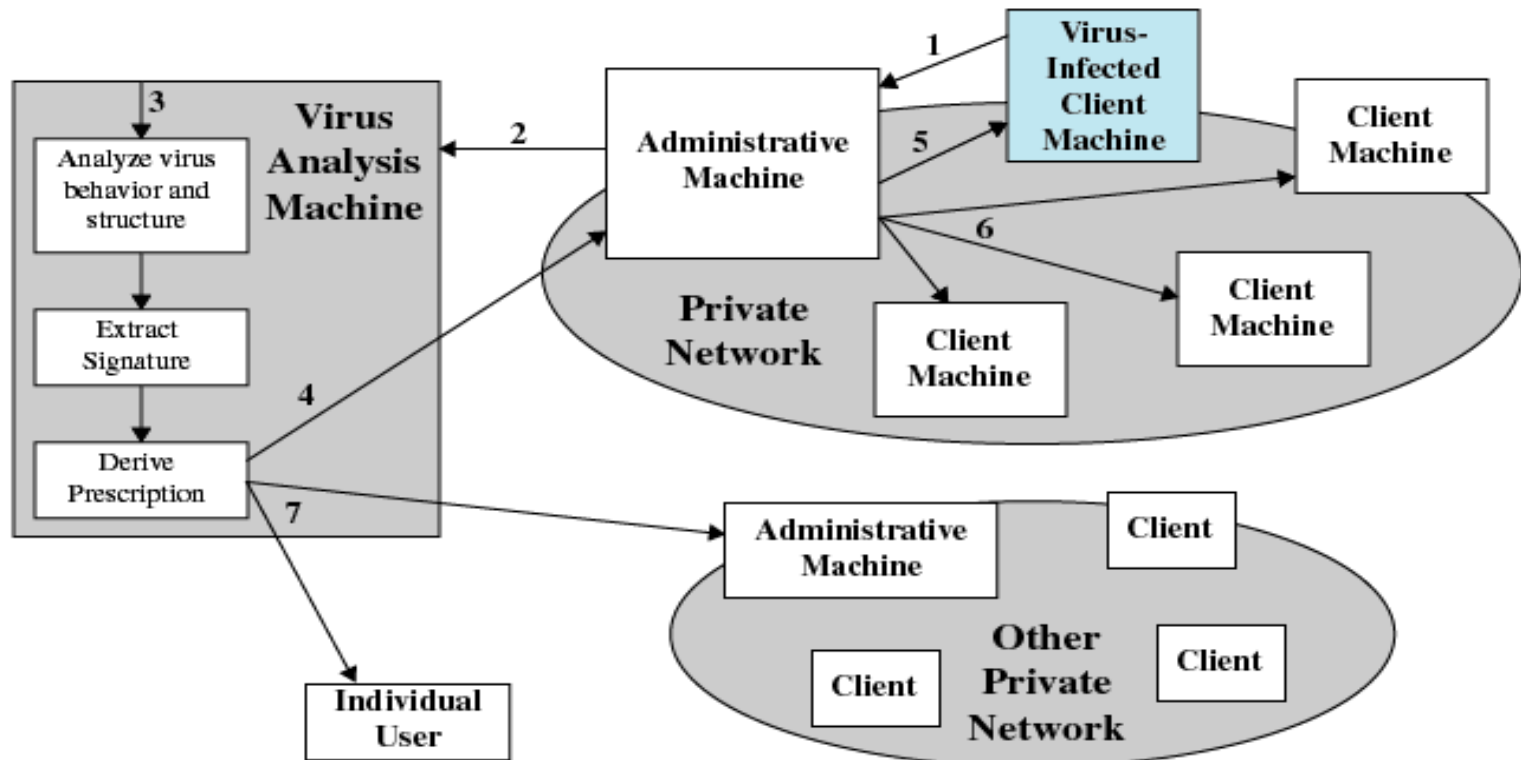 1
Virus-
Infected
Client
Machine
3
Virus
Analysis
Machine
Analyze virus
behavior and
structure
Extract
Signature
Derive
Prescription
2
Administrative
Machine
5
Client
Machine
6
Client
Machine
Private
Network
Client
Machine
4
7
Administrative
Machine
Client
Client
Client
Other
Private
Network
Individual
User